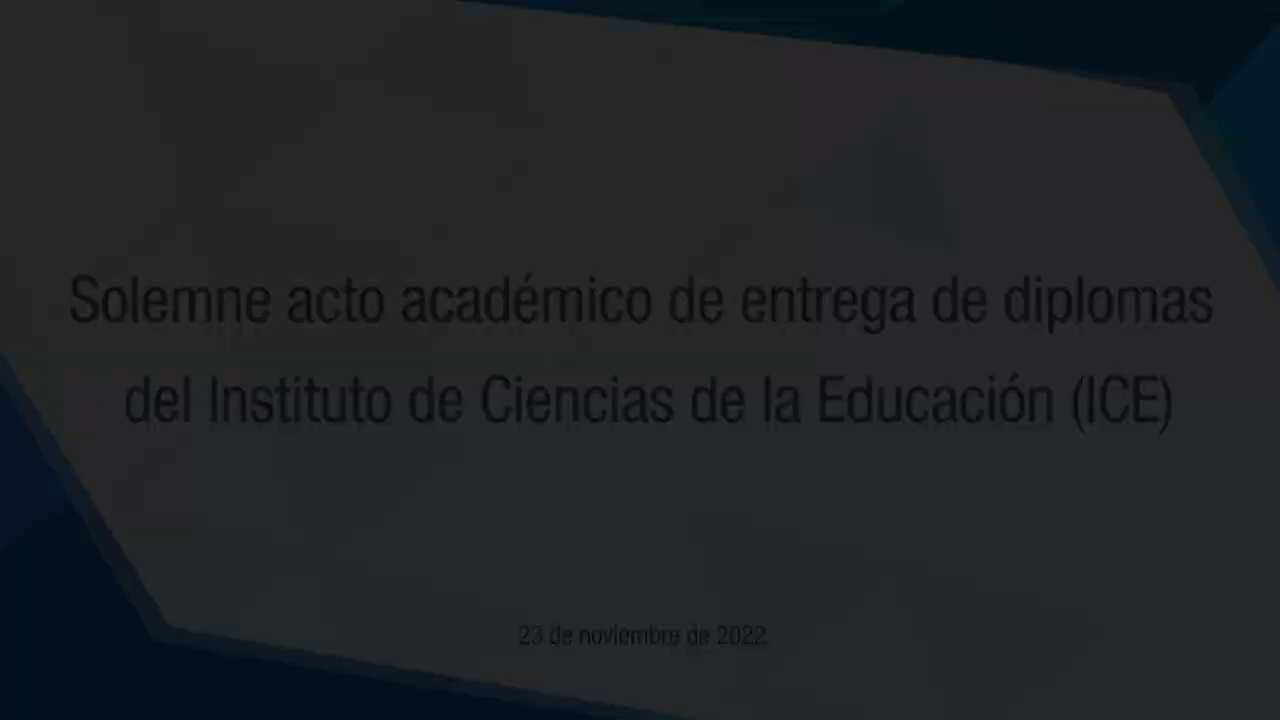 Solemne acto académico de entrega de diplomas
del Instituto de Ciencias de la Educación (ICE)
23 de noviembre de 2022